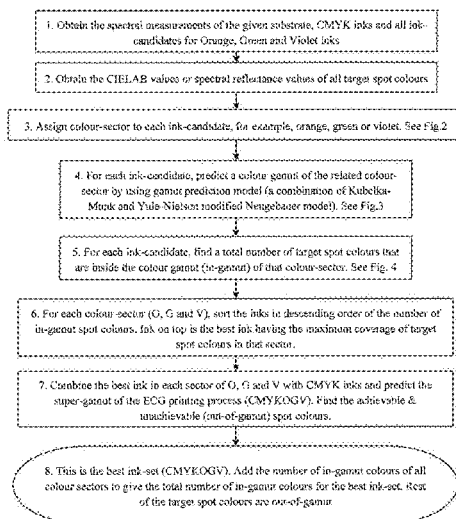 1. Obtain the spectral measurements of the given substrate, CMYK inks and all ink-
candidates for Orange, Green and Violet inks
2. Obtain the CIELAB values or spectral reflectance values of all target spot colours
3. Assign colour-sector to each ink-candidate, for example, orange, green or violet. See Fig.2
4. For each ink-candidate, predict a colour gamut of the related colour-
sector by using gamut prediction model (a combination of Kubelka-
Munk and Yule-Nielson modified Neugebauer model). See Fig.3
5. For each ink-candidate, find a total number of target spot colours that
are inside the colour gamut (in-gamut) of that colour-sector. See Fig. 4
6. For each colour-sector (O, G and V), sort the inks in descending order of the number of
in-gamut spot colours. Ink on top is the best ink having the maximum coverage of target
spot colours in that sector.
7. Combine the best ink in each sector of O, G and V with CMYK inks and predict the
super-gamut of the ECG printing process (CMYKOGV). Find the achievable &
unachievable (out-of-gamut) spot colours.
8. This is the best ink-set (CMYKOGV). Add the number of in-gamut colours of all
colour sectors to give the total number of in-gamut colours for the best ink-set. Rest
of the target spot colours are out-of-gamut